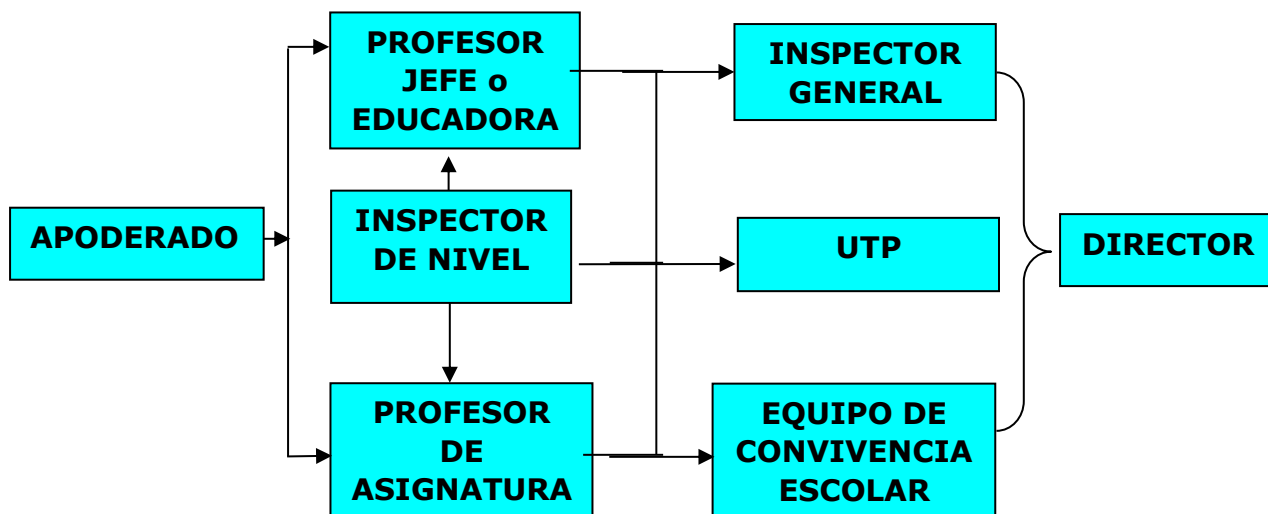 PROFESOR
JEFE o
EDUCADORA
INSPECTOR
GENERAL
APODERADO
INSPECTOR
DE NIVEL
UTP
DIRECTOR
PROFESOR
DE
ASIGNATURA
EQUIPO DE
CONVIVENCIA
ESCOLAR